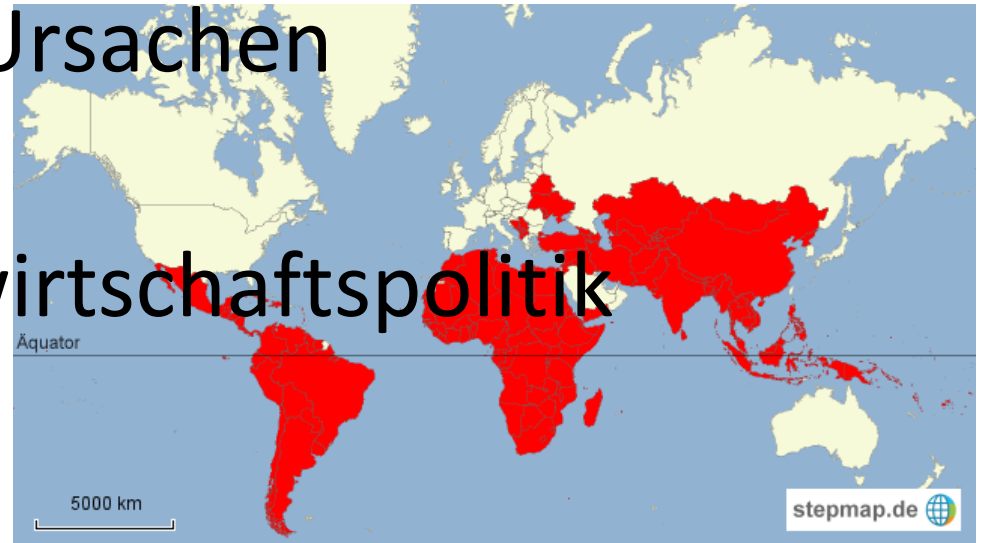 Ursachen
wirtschaftspolitik
Äquator
5000 km
stepmap.de